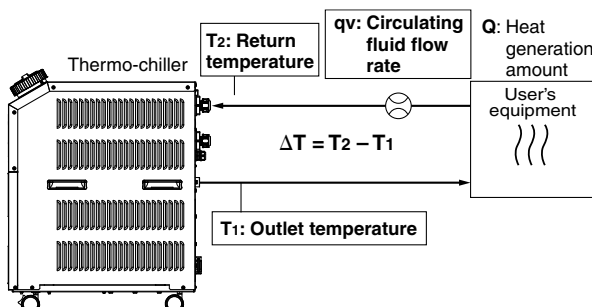 Thermo-chiller
T2: Return
temperature
qv: Circulating
fluid flow
rate
Q: Heat
generation
amount
User's
equipment
ΔT = T2 – T1
T1: Outlet temperature